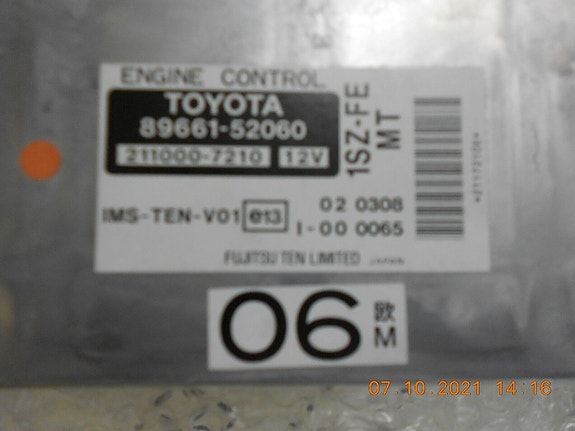 ENGINE CONTROL
TOYOTA
89661-52060
211000-7210 12V
1SZ-FE
MT
IMS-TEN-V01 e13
02 0308
I-00 0065
FUJITSU TEN LIMITED JAPAN
06 欧
M
07.10.2021 14:16